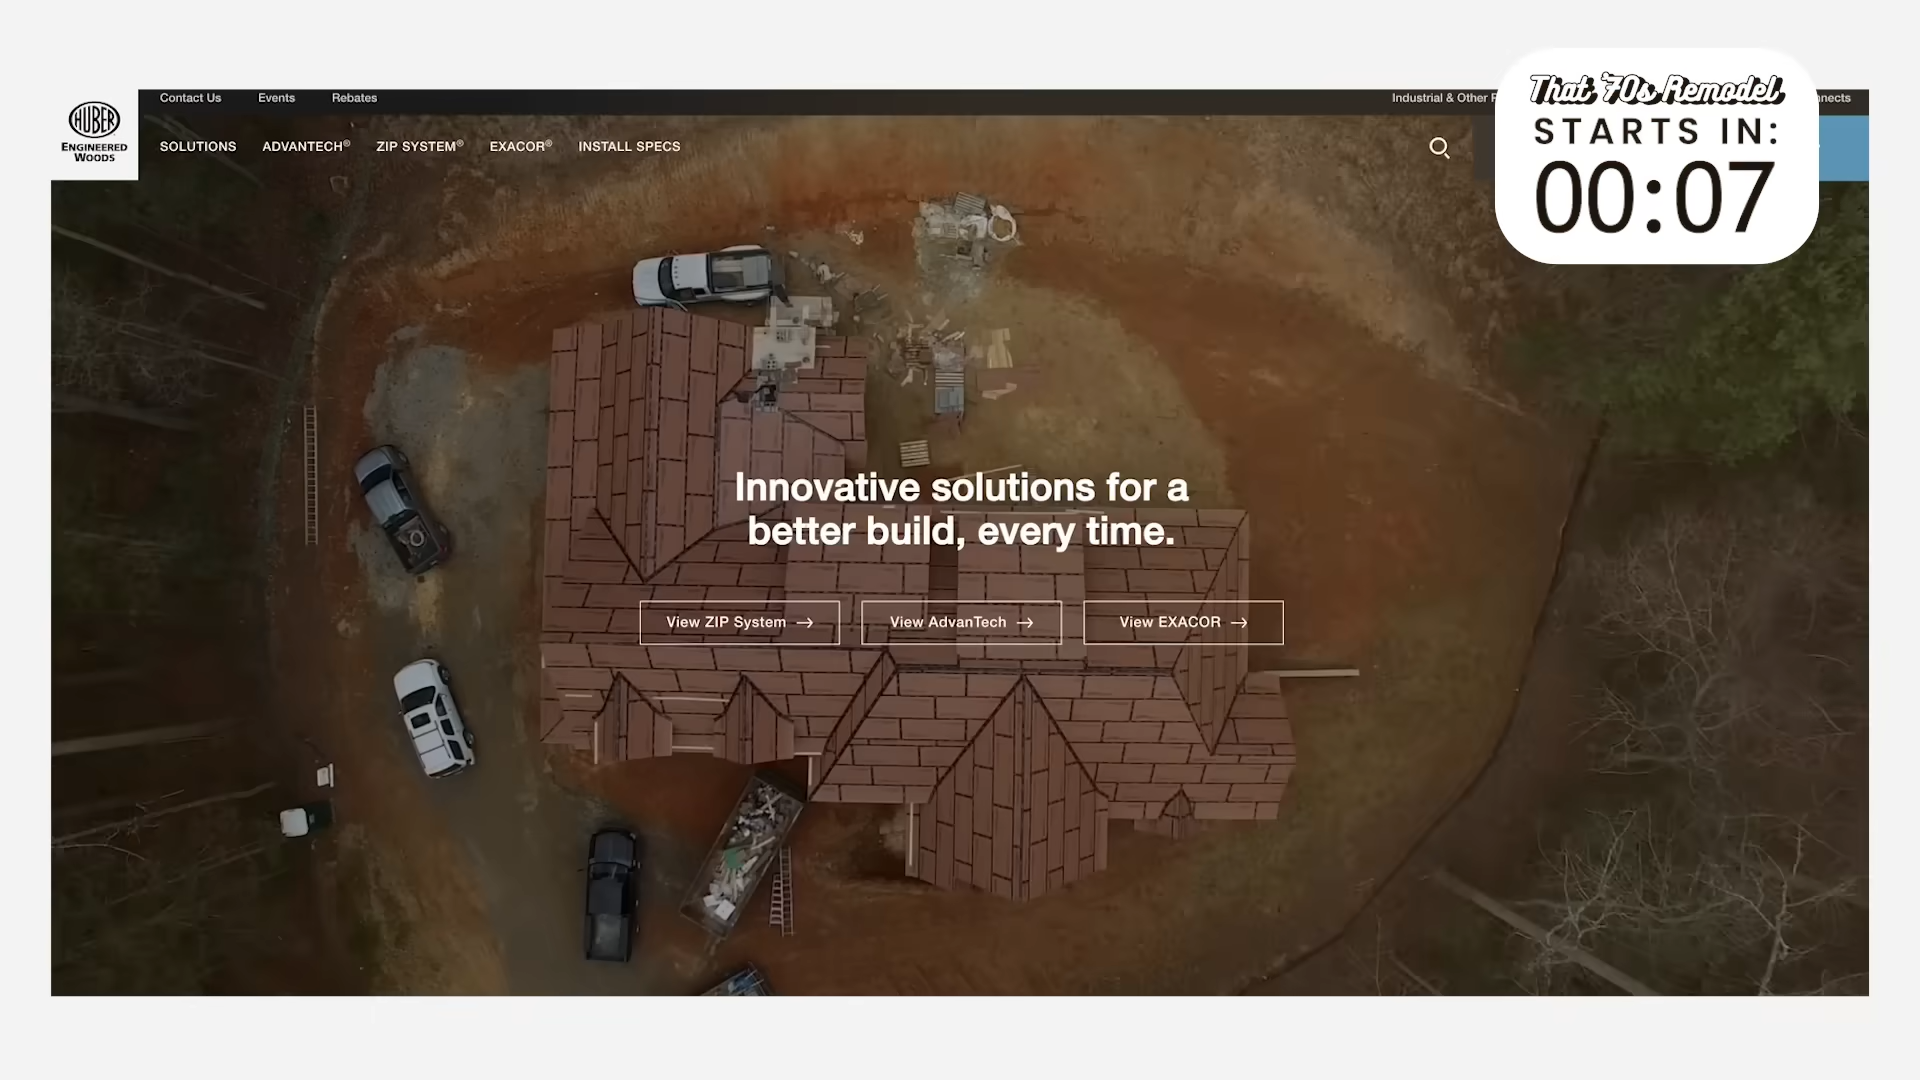 Contact Us
Events
Rebates
Industrial & Other
That '70s Remodel
STARTS IN:
00:07
HUBER
ENGINEERED
WOODS
SOLUTIONS
ADVANTECH®
ZIP SYSTEM®
EXACOR®
INSTALL SPECS
Innovative solutions for a
better build, every time.
View ZIP System →
View AdvanTech →
View EXACOR →